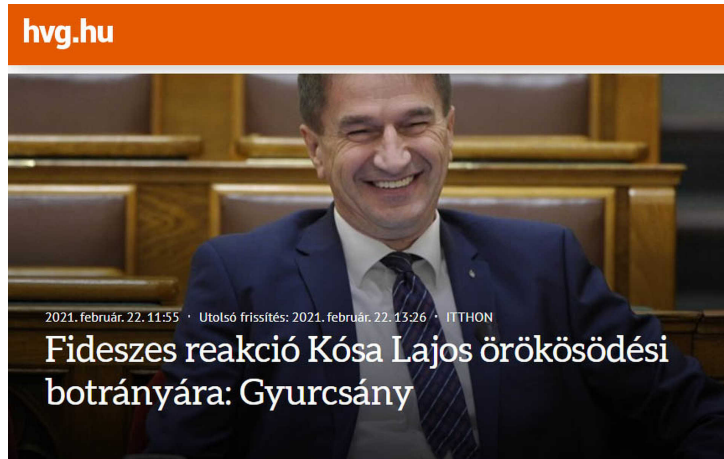 hvg.hu
2021. február. 22. 11:55 · Utolsó frissítés: 2021. február. 22. 13:26 · ITTHON
Fideszes reakció Kósa Lajos örökösödési
botrányára: Gyurcsány